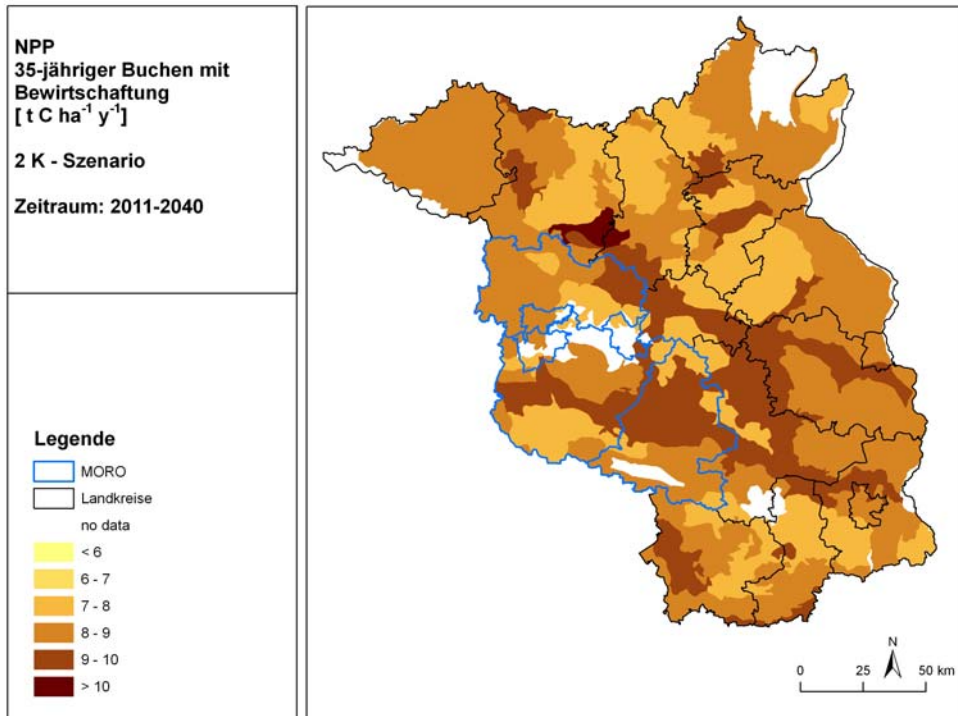 NPP
35-jähriger Buchen mit
Bewirtschaftung
[ t C ha-1 y-1]
2 K - Szenario
Zeitraum: 2011-2040
Legende
MORO
Landkreise
no data
< 6
6 - 7
7 - 8
8 - 9
9 - 10
> 10
N
0 25 50 km